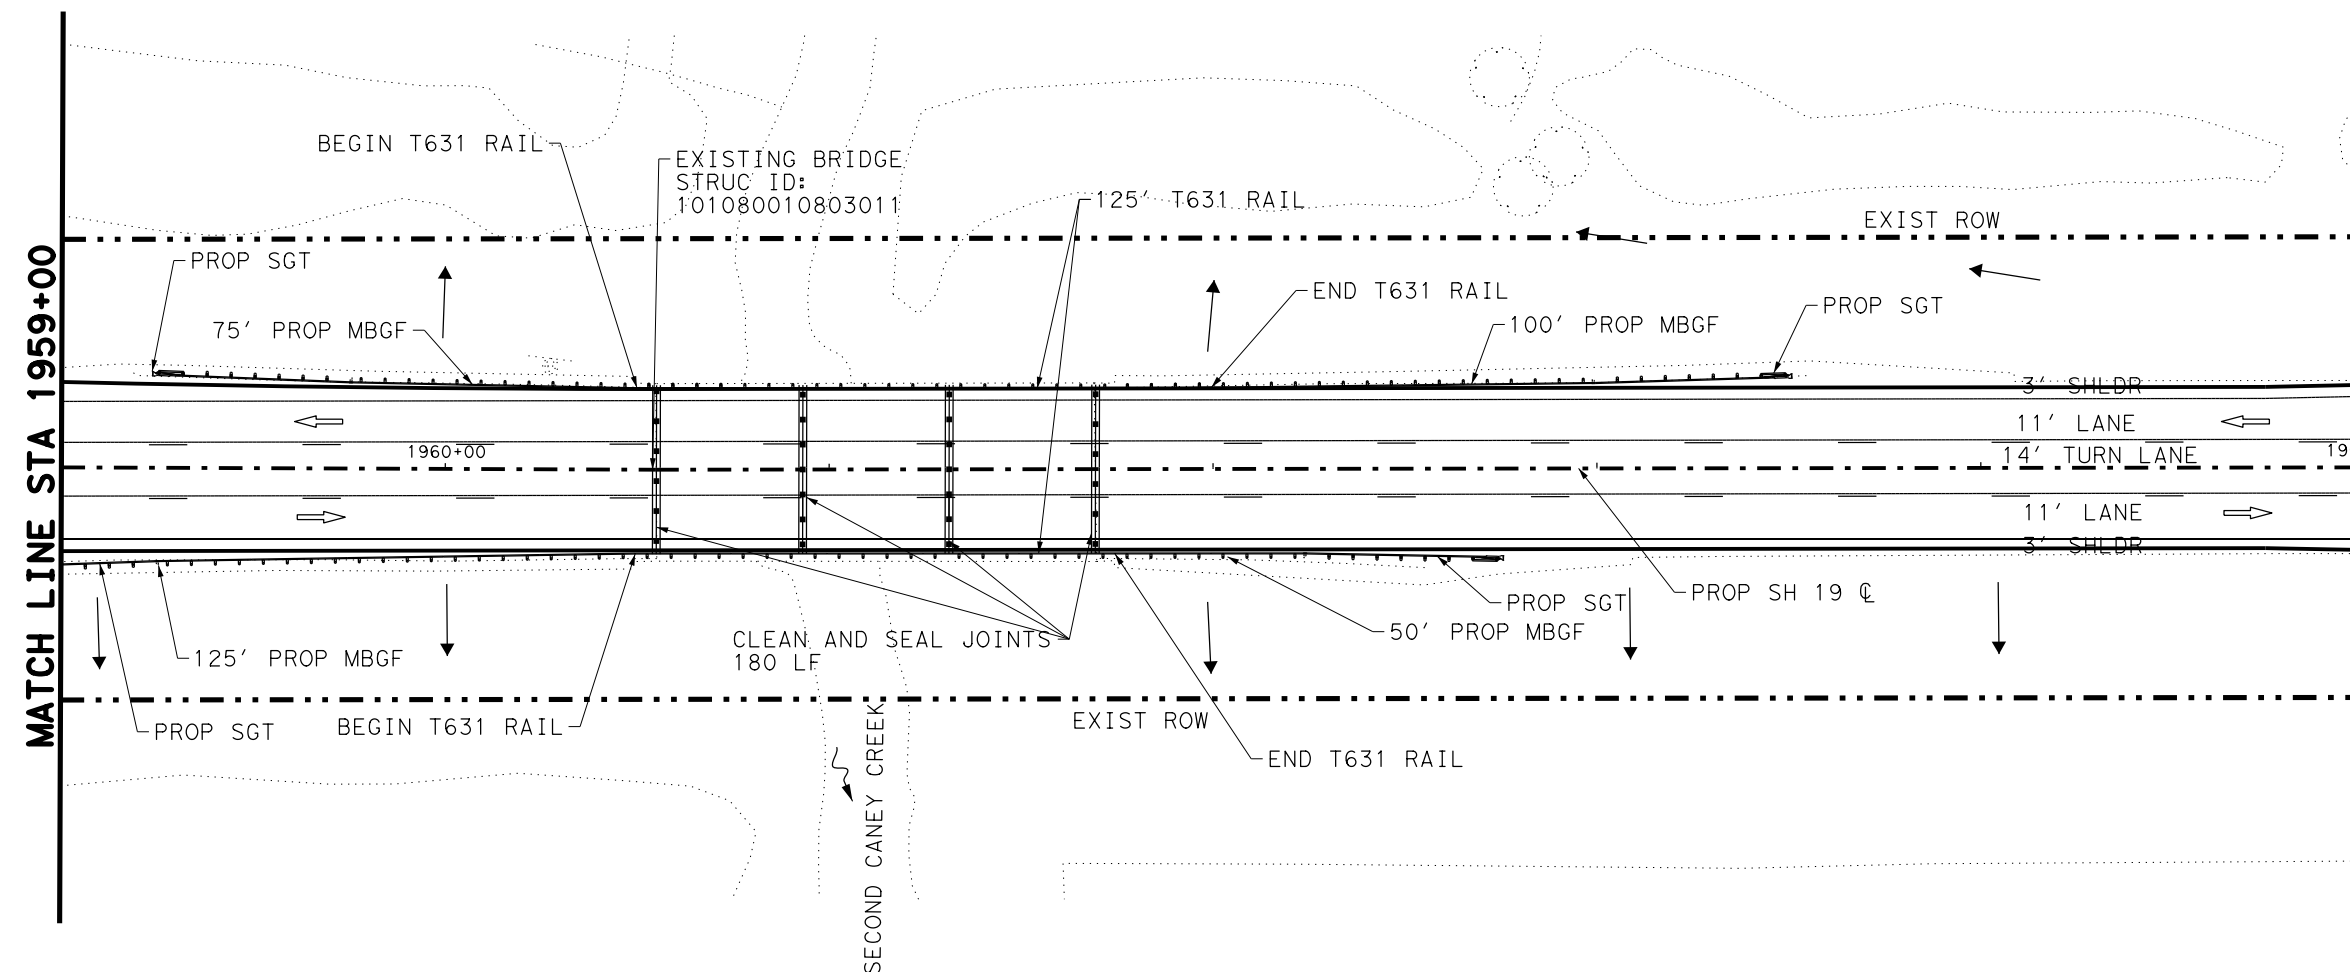 BEGIN T631 RAIL
EXISTING BRIDGE
STRUC ID:
101080010803011
125' T631 RAIL
EXIST ROW
PROP SGT
75' PROP MBGF
END T631 RAIL
100' PROP MBGF
PROP SGT
MATCH LINE STA 1959+00
3' SHLDR
11' LANE
1960+00
14' TURN LANE
19
11' LANE
3' SHLDR
PROP SH 19 ℄
PROP SGT
50' PROP MBGF
CLEAN AND SEAL JOINTS
180 LF
125' PROP MBGF
PROP SGT
BEGIN T631 RAIL
EXIST ROW
END T631 RAIL
SECOND CANEY CREEK